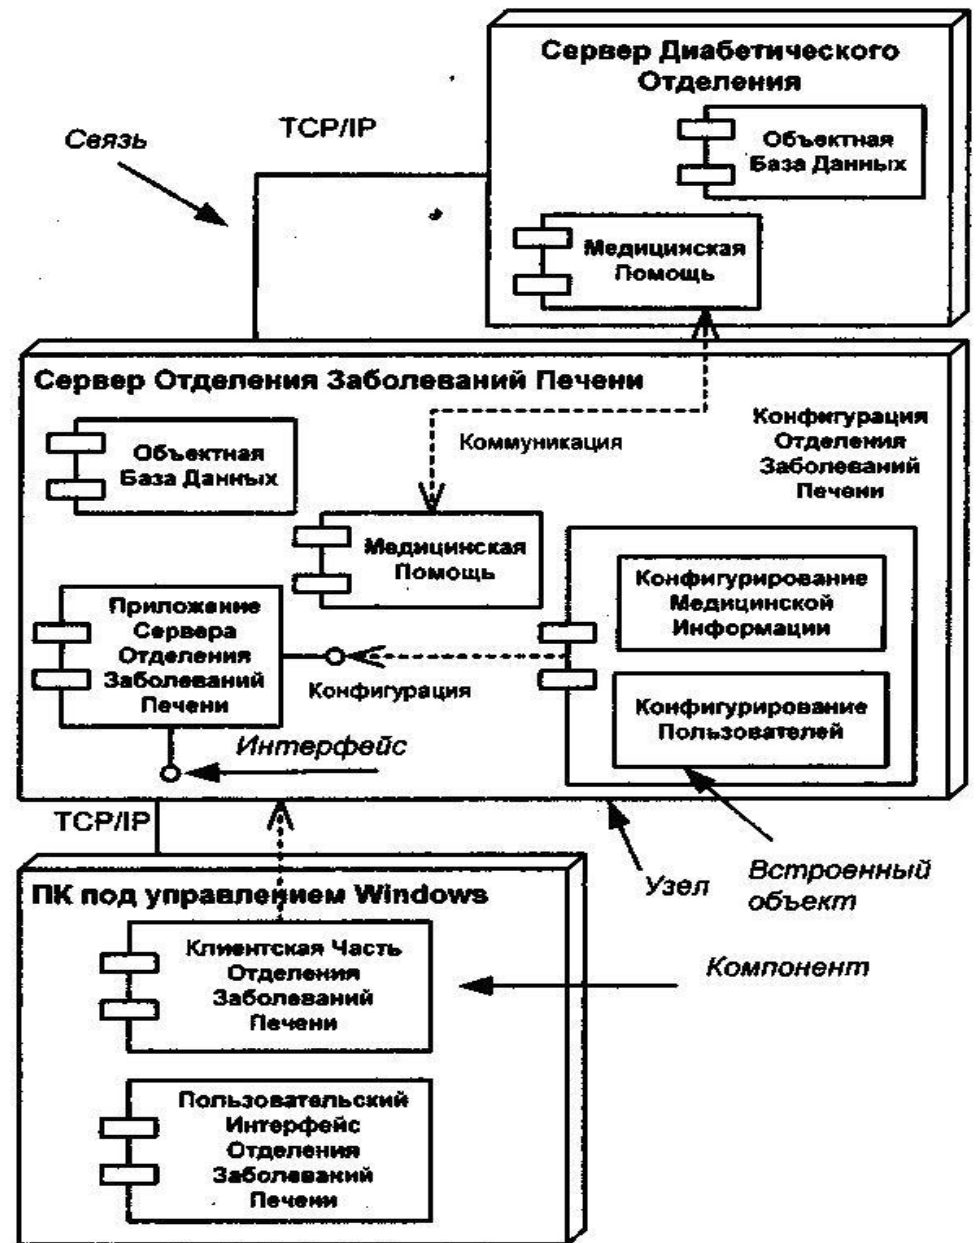 Сервер Диабетического
Отделения
Связь
TCP/IP
Объектная
База Данных
Медицинская
Помощь
Сервер Отделения Заболеваний Печени
Конфигурация
Отделения
Заболеваний
Печени
Коммуникация
Объектная
База Данных
Медицинская
Помощь
Конфигурирование
Медицинской
Информации
Приложение
Сервера
Отделения
Заболеваний
Печени
Конфигурация
Конфигурирование
Пользователей
Интерфейс
TCP/IP
Узел
Встроенный
объект
ПК под управлением Windows
Клиентская Часть
Отделения
Заболеваний
Печени
Компонент
Пользовательский
Интерфейс
Отделения
Заболеваний
Печени